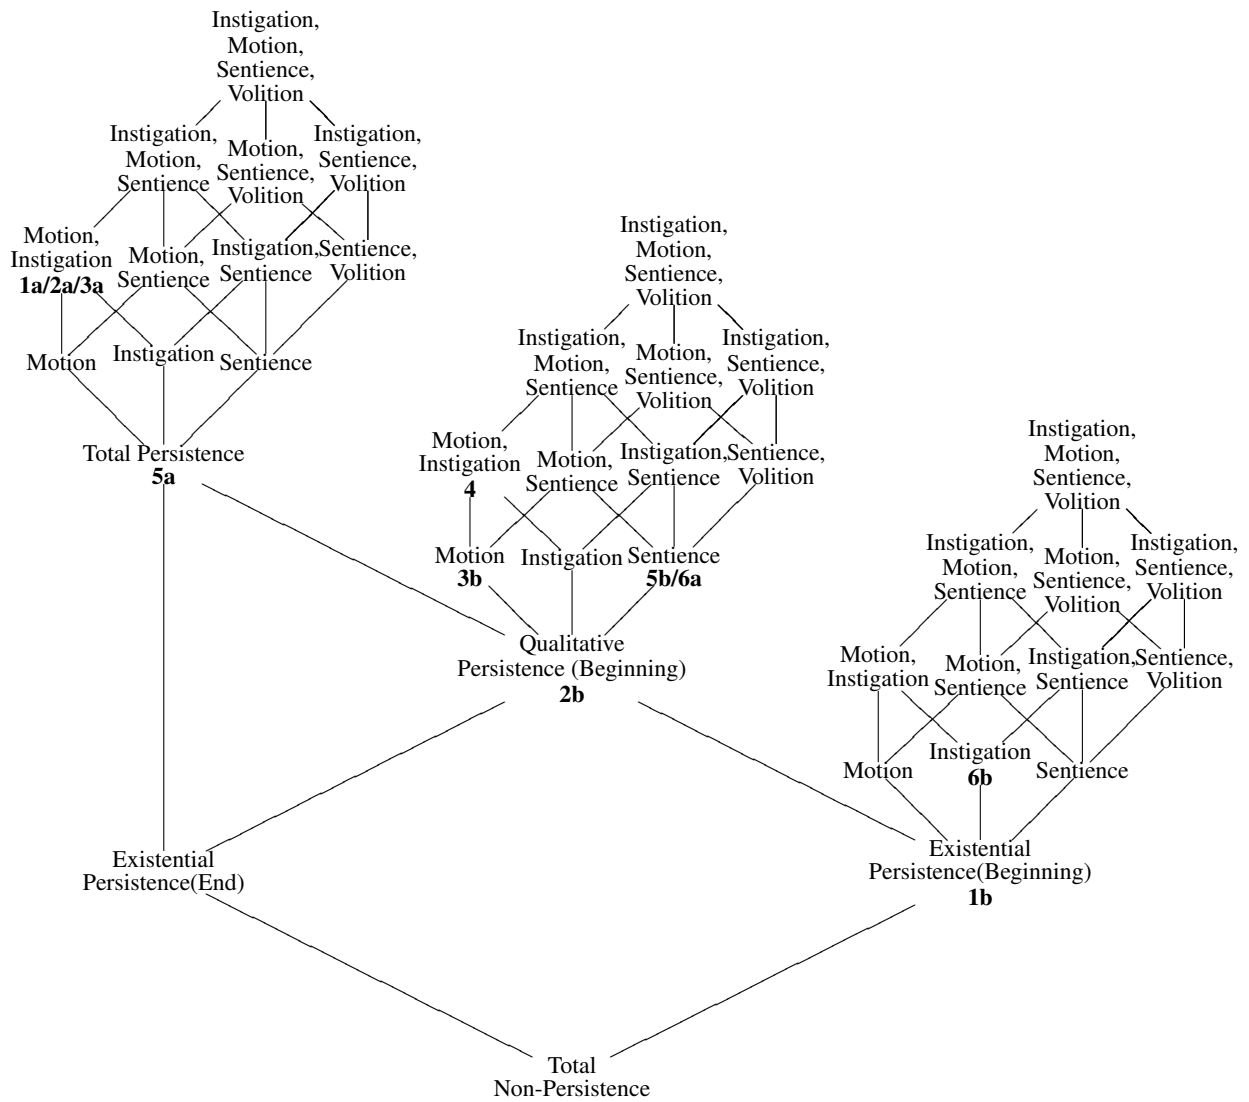 Instigation,
Motion,
Sentience,
Volition
Instigation,
Motion,
Sentience
Motion,
Sentience,
Volition
Instigation,
Sentience,
Volition
Motion,
Instigation
1a/2a/3a
Motion,
Sentience
Instigation,
Sentience
Sentience,
Volition
Motion
Instigation
Sentience
Total Persistence
5a
Instigation,
Motion,
Sentience,
Volition
Instigation,
Motion,
Sentience
Motion,
Sentience,
Volition
Instigation,
Sentience,
Volition
Motion,
Instigation
4
Motion,
Sentience
Instigation,
Sentience
Sentience,
Volition
Motion
3b
Instigation
Sentience
5b/6a
Qualitative
Persistence (Beginning)
2b
Instigation,
Motion,
Sentience,
Volition
Instigation,
Motion,
Sentience
Motion,
Sentience,
Volition
Instigation,
Sentience,
Volition
Motion,
Instigation
Motion,
Sentience
Instigation,
Sentience
Sentience,
Volition
Motion
Instigation
6b
Sentience
Existential
Persistence(End)
Existential
Persistence(Beginning)
1b
Total
Non-Persistence